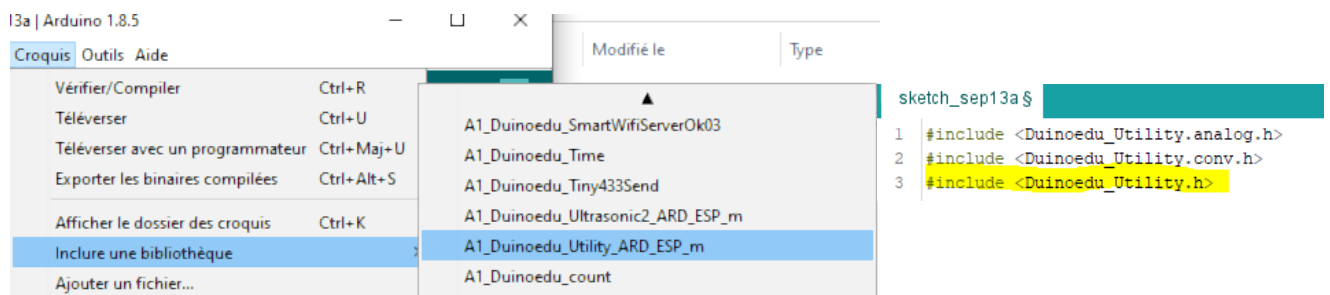 13a | Arduino 1.8.5
Croquis Outils Aide
Vérifier/Compiler Ctrl+R
Téléverser Ctrl+U
Téléverser avec un programmateur Ctrl+Maj+U
Exporter les binaires compilées Ctrl+Alt+S
Afficher le dossier des croquis Ctrl+K
Inclure une bibliothèque
Ajouter un fichier...
Modifié le Type
A1_Duinoedu_SmartWifiServerOk03
A1_Duinoedu_Time
A1_Duinoedu_Tiny433Send
A1_Duinoedu_Ultrasonic2_ARD_ESP_m
A1_Duinoedu_Utility_ARD_ESP_m
A1_Duinoedu_count
sketch_sep13a §
1 #include <Duinoedu_Utility.analog.h>
2 #include <Duinoedu_Utility.conv.h>
3 #include <Duinoedu_Utility.h>